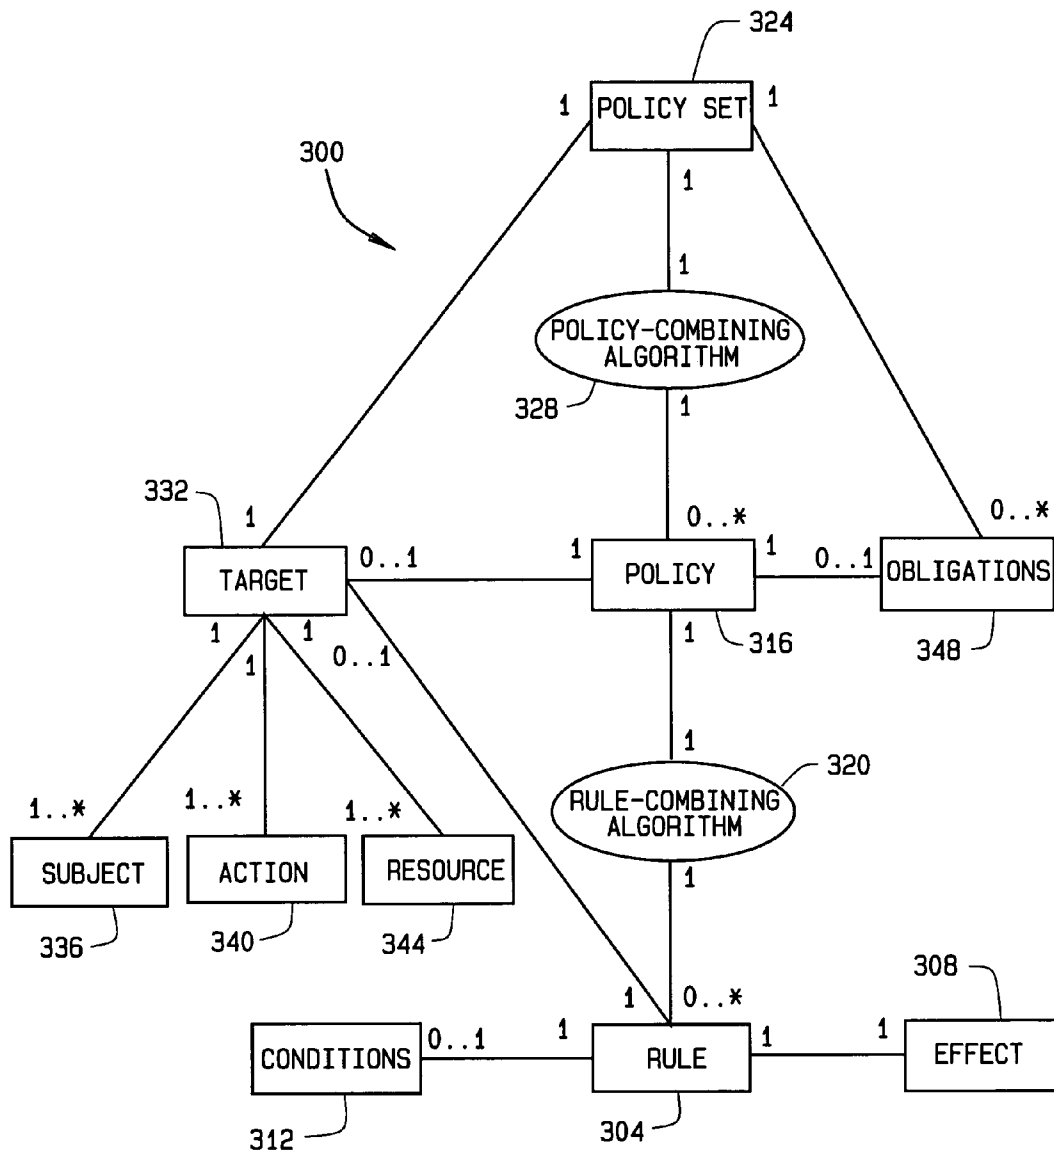 324
1 POLICY SET 1
300
1
1
POLICY-COMBINING
ALGORITHM
328
1
332
1
0..*
0..*
TARGET
0..1
1
POLICY
1
0..1
OBLIGATIONS
1
1
1
0..1
1
316
348
1
320
RULE-COMBINING
ALGORITHM
1..*
1..*
1..*
SUBJECT
ACTION
RESOURCE
1
336
340
344
308
1
0..*
CONDITIONS
0..1
1
RULE
1
1
EFFECT
312
304